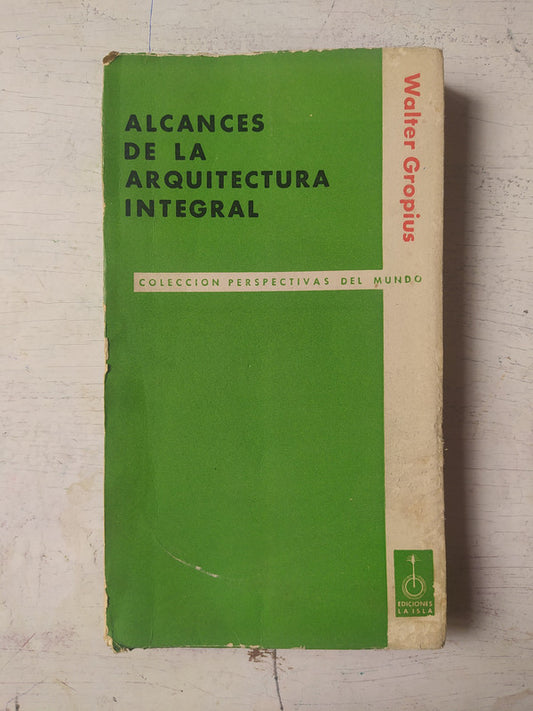 ALCANCES
DE LA
ARQUITECTURA
INTEGRAL
Walter Gropius
COLECCION PERSPECTIVAS DEL MUNDO
EDICIONES
LA ISLA